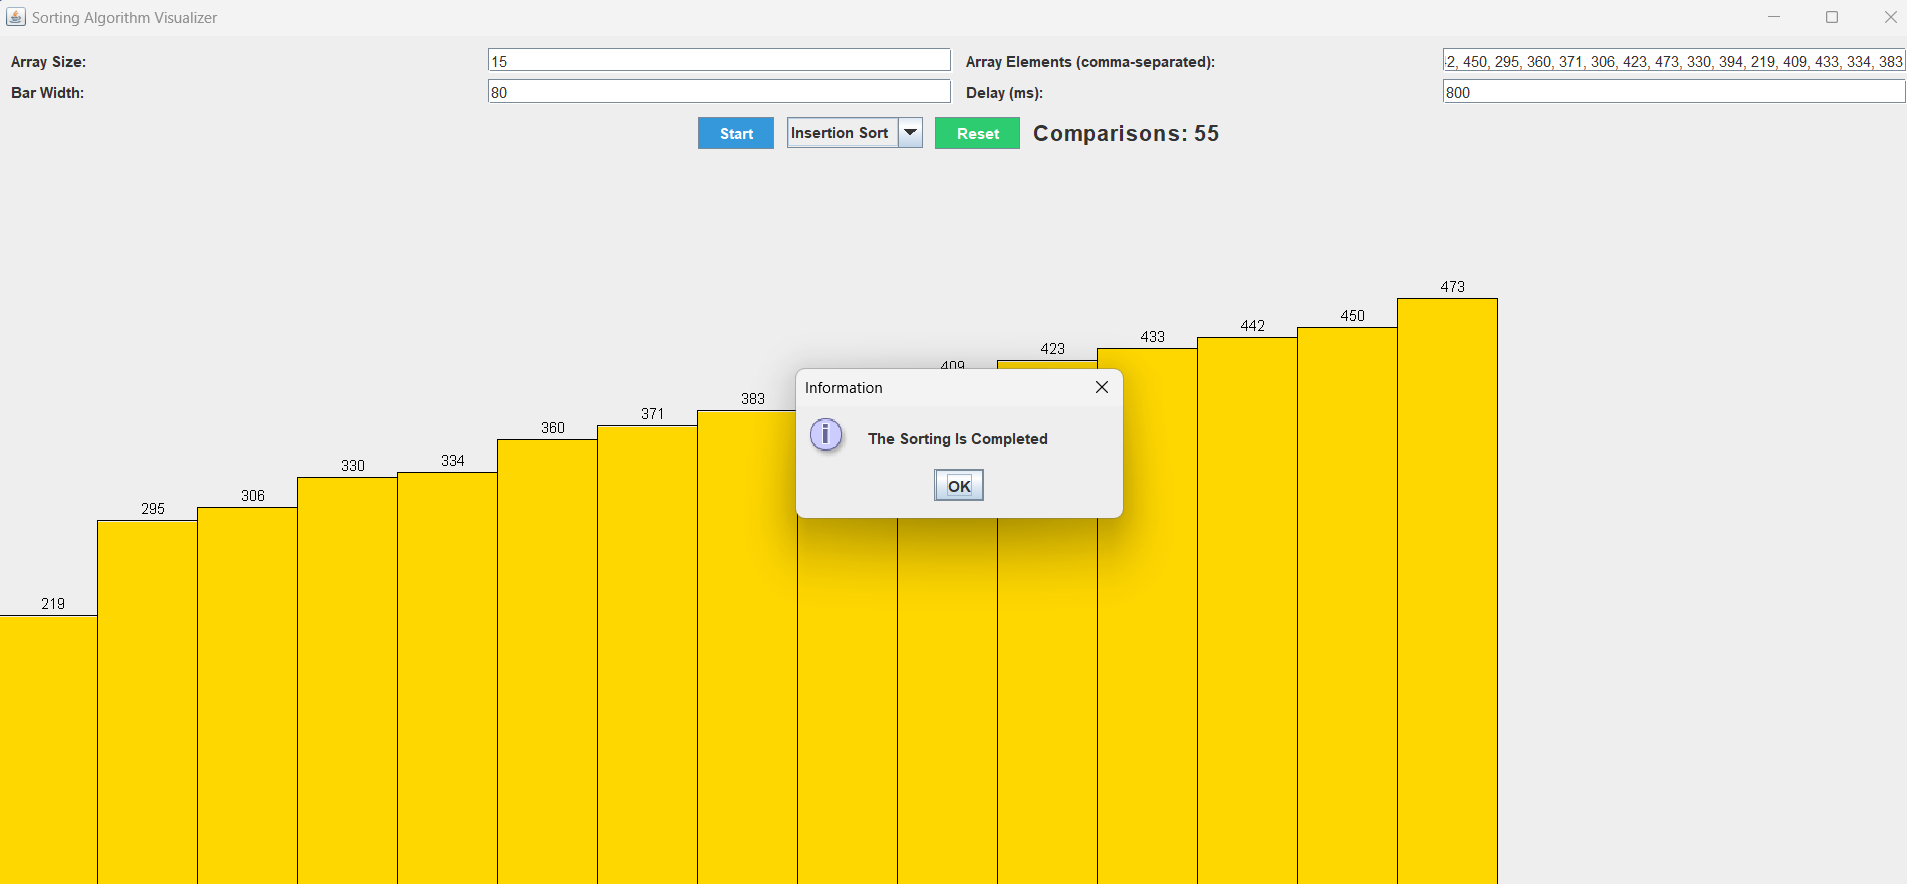 Sorting Algorithm Visualizer
Array Size: 15 Array Elements (comma-separated): 2, 450, 295, 360, 371, 306, 423, 473, 330, 394, 219, 409, 433, 334, 383
Bar Width: 80 Delay (ms): 800
Start Insertion Sort Reset Comparisons: 55
473
450
442
433
423
409
383
371
360
334
330
306
295
219
Information
i
The Sorting Is Completed
OK